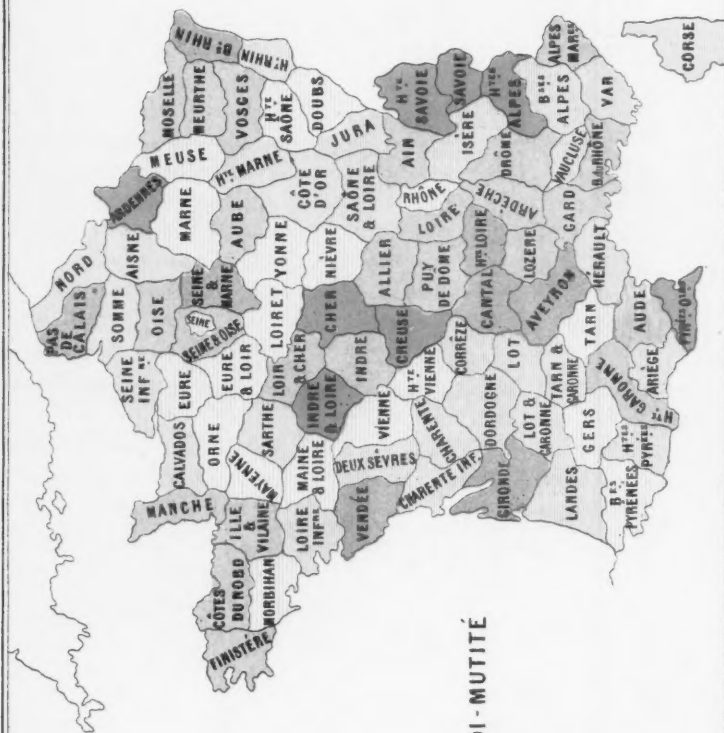 NORD
PAS
DE
CALAIS
SOMME
SEINE
INFRE
OISE
AISNE
ARDENNES
EURE
CALVADOS
MANCHE
ORNE
SEINE
SEINE & OISE
SEINE
&
MARNE
MARNE
MEUSE
MOSELLE
MEURTHE
BS RHIN
HT RHIN
VOSGES
EURE
& LOIR
AUBE
HTE MARNE
HTE
SAÔNE
FINISTÈRE
CÔTES
DU NORD
MORBIHAN
ILLE
&
VILAINE
MAYENNE
SARTHE
LOIR
& CHER
LOIRET
YONNE
CÔTE
D'OR
DOUBS
JURA
LOIRE
INFRE
MAINE
& LOIRE
INDRE
& LOIRE
CHER
NIÈVRE
SAÔNE
& LOIRE
VENDÉE
DEUX SÈVRES
VIENNE
INDRE
ALLIER
AIN
HTE
SAVOIE
SAVOIE
CHARENTE INF.
CHARENTE
HTE
VIENNE
CREUSE
PUY
DE DÔME
LOIRE
RHÔNE
ISÈRE
GIRONDE
DORDOGNE
CORRÈZE
CANTAL
HTE LOIRE
ARDÈCHE
DRÔME
HTES
ALPES
LOT &
GARONNE
LOT
AVEYRON
LOZÈRE
GARD
VAUCLUSE
BSES
ALPES
ALPES
MARES
LANDES
GERS
TARN &
GARONNE
TARN
HÉRAULT
B. du RHÔNE
VAR
BSES
PYRÉNÉES
HTES
PYRÉES
HTE GARONNE
ARIÈGE
AUDE
PYRÉES OLES
CORSE
DI-MUTITÉ